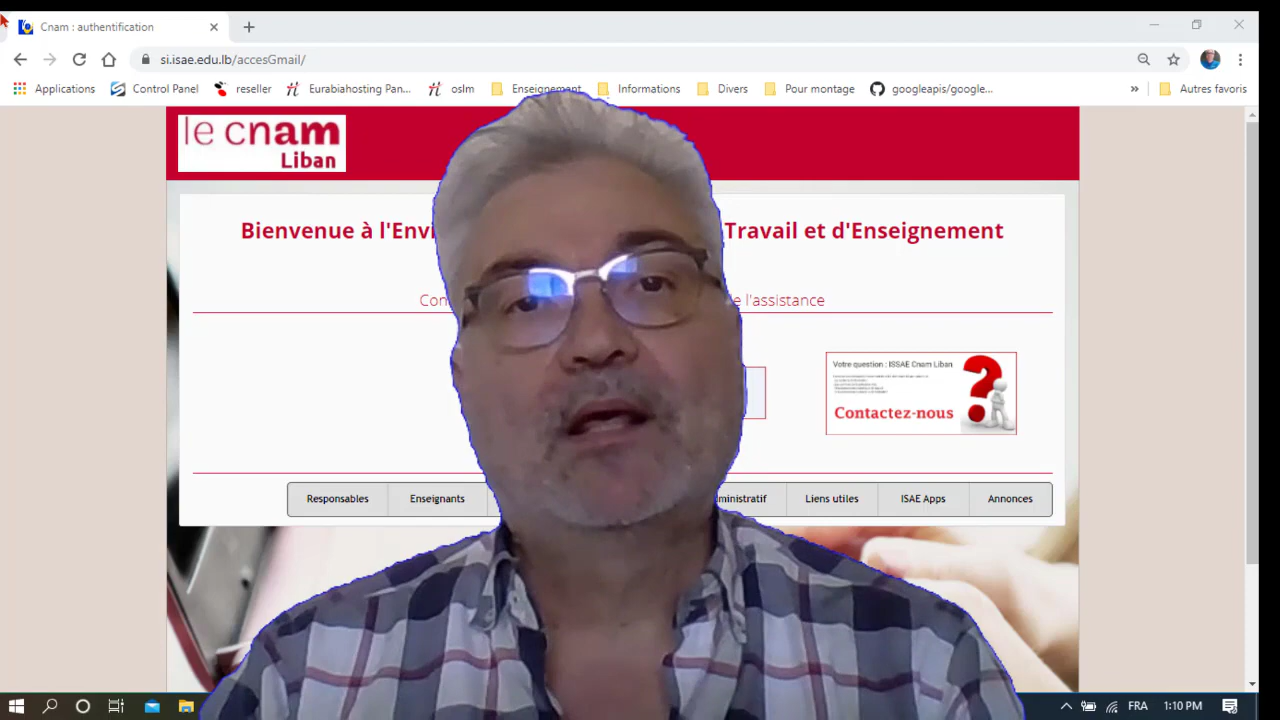 Cnam : authentification
si.isae.edu.lb/accesGmail/
Applications Control Panel reseller Eurabiahosting Pan... oslm Enseignement Informations Divers Pour montage googleapis/google... » Autres favoris
le cnam
Liban
Bienvenue à l'Envi Travail et d'Enseignement
Con e l'assistance
Votre question : ISSAE Cnam Liban
?
Contactez-nous
Responsables Enseignants ministratif Liens utiles ISAE Apps Annonces
FRA 1:10 PM